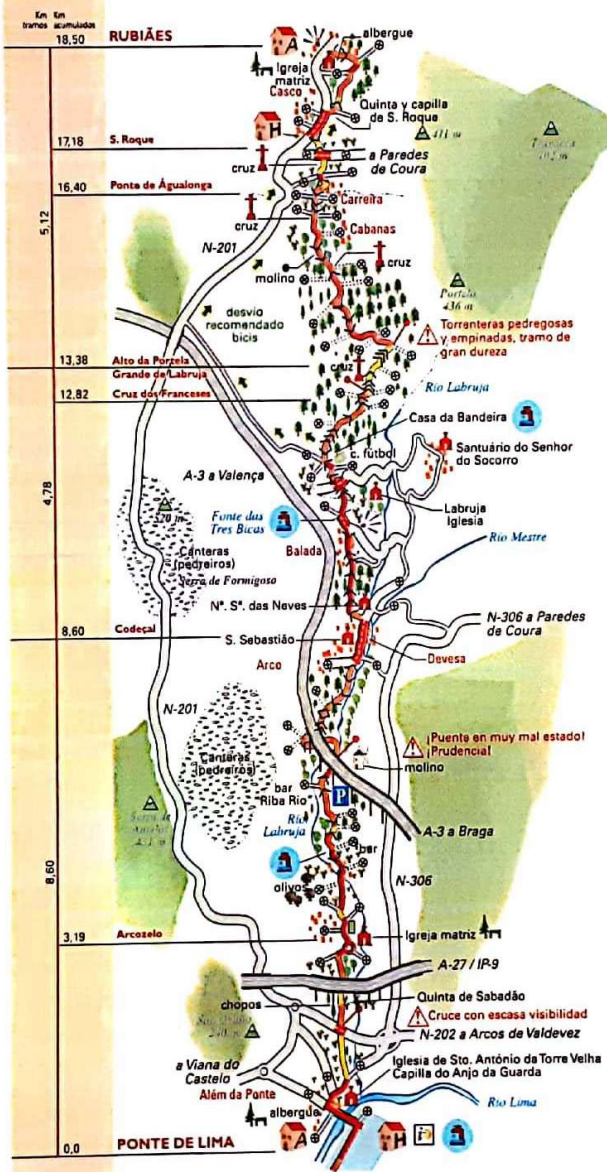 Km
tramos
Km
acumulados
18,50
RUBIÃES
albergue
A
Igreja
matriz
Casco
Quinta y capilla
de S. Roque
H
411 m
17,18
S. Roque
cruz
a Paredes
de Coura
16,40
Ponte de Águalonga
Carreira
cruz
Cabanas
5,12
N-201
cruz
molino
Portela
436 m
desvio
recomendado
bicis
Torrenteras pedregosas
y empinadas, tramo de
gran dureza
13,38
Alto da Portela
Grande de Labruja
cruz
Río Labruja
12,82
Cruz dos Franceses
Casa da Bandeira
c. fútbol
Santuário do Senhor
do Socorro
A-3 a Valença
4,78
Labruja
Iglesia
520 m
Fonte das
Tres Bicas
Canteras
(pedreiros)
Balada
Río Mestre
Serra de Formigoso
Nª. Sª. das Neves
N-306 a Paredes
de Coura
8,60
Codeçal
S. Sebastião
Devesa
Arco
N-201
¡Puente en muy mal estado!
¡Prudencia!
Canteras
(pedreiros)
molino
bar
Riba Rio
P
Río
Labruja
A-3 a Braga
bar
8,60
N-306
olivos
3,19
Arcozelo
Igreja matriz
A-27 / IP-9
chopos
Quinta de Sabadão
Cruce con escasa visibilidad
N-202 a Arcos de Valdevez
a Viana do
Castelo
Iglesia de Sto. António da Torre Velha
Capilla do Anjo da Guarda
Além da Ponte
Río Lima
albergue
A
H
i
0,0
PONTE DE LIMA